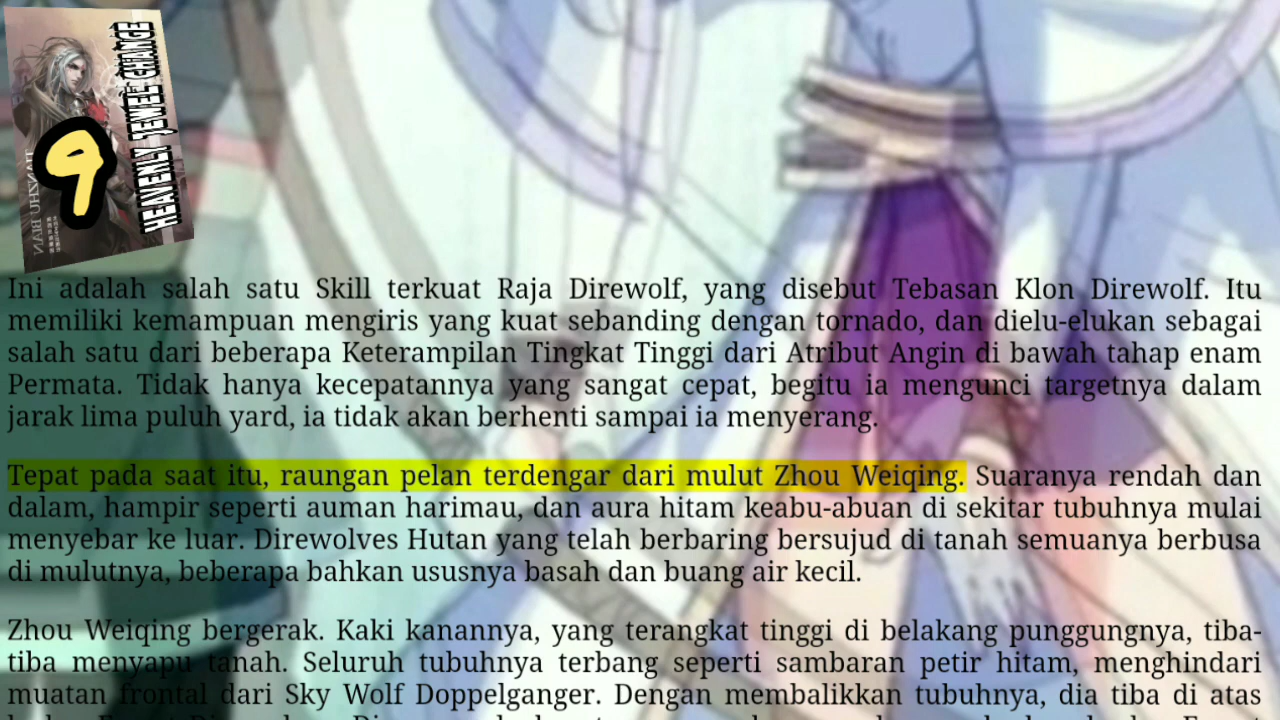 HEAVENLY JEWEL CHANGE
9
Ini adalah salah satu Skill terkuat Raja Direwolf, yang disebut Tebasan Klon Direwolf. Itu
memiliki kemampuan mengiris yang kuat sebanding dengan tornado, dan dielu-elukan sebagai
salah satu dari beberapa Keterampilan Tingkat Tinggi dari Atribut Angin di bawah tahap enam
Permata. Tidak hanya kecepatannya yang sangat cepat, begitu ia mengunci targetnya dalam
jarak lima puluh yard, ia tidak akan berhenti sampai ia menyerang.
Tepat pada saat itu, raungan pelan terdengar dari mulut Zhou Weiqing. Suaranya rendah dan
dalam, hampir seperti auman harimau, dan aura hitam keabu-abuan di sekitar tubuhnya mulai
menyebar ke luar. Direwolves Hutan yang telah berbaring bersujud di tanah semuanya berbusa
di mulutnya, beberapa bahkan ususnya basah dan buang air kecil.
Zhou Weiqing bergerak. Kaki kanannya, yang terangkat tinggi di belakang punggungnya, tiba-
tiba menyapu tanah. Seluruh tubuhnya terbang seperti sambaran petir hitam, menghindari
muatan frontal dari Sky Wolf Doppelganger. Dengan membalikkan tubuhnya, dia tiba di atas